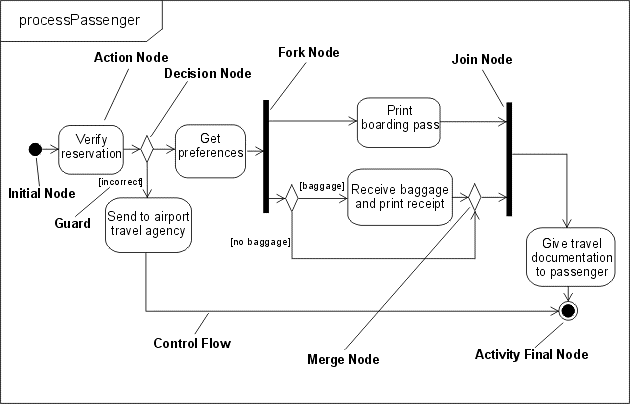 processPassenger
Action Node
Decision Node
Fork Node
Join Node
Verify
reservation
Get
preferences
Print
boarding pass
[incorrect]
[baggage]
Receive baggage
and print receipt
Initial Node
Guard
Send to airport
travel agency
[no baggage]
Give travel
documentation
to passenger
Control Flow
Merge Node
Activity Final Node